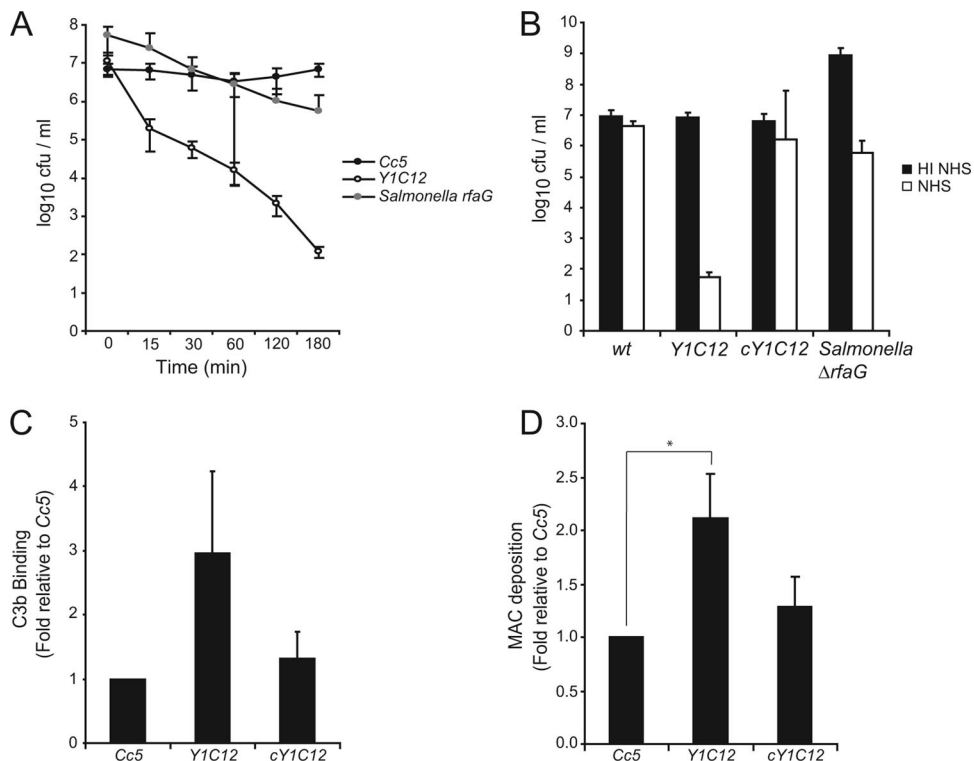 A
log10 cfu / ml
9
8
7
6
5
4
3
2
1
0
0 15 30 60 120 180
Time (min)
Cc5
Y1C12
Salmonella rfaG
B
log10 cfu / ml
10
9
8
7
6
5
4
3
2
1
0
wt Y1C12 cY1C12 Salmonella
ΔrfaG
HI NHS
NHS
C
C3b Binding
(Fold relative to Cc5)
5
4
3
2
1
0
Cc5 Y1C12 cY1C12
D
MAC deposition
(Fold relative to Cc5)
3.0
2.5
2.0
1.5
1.0
0.5
0.0
*
Cc5 Y1C12 cY1C12